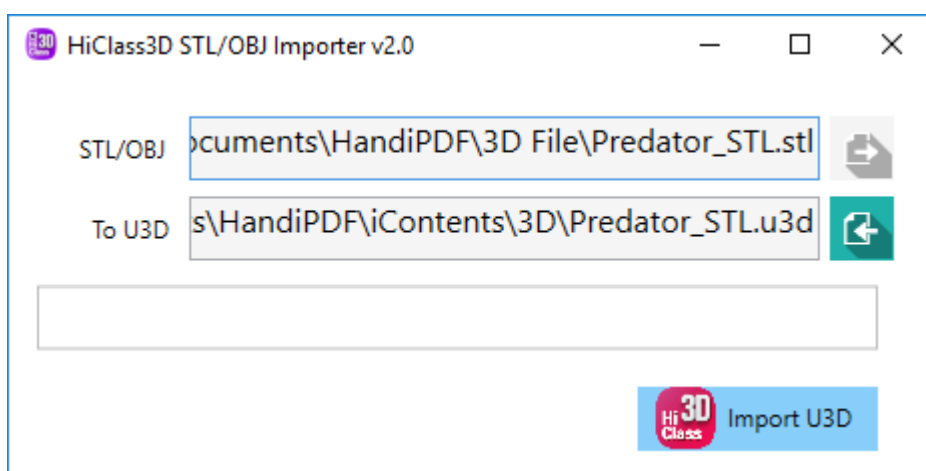 HiClass3D STL/OBJ Importer v2.0
STL/OBJ ocuments\HandiPDF\3D File\Predator_STL.stl
To U3D s\HandiPDF\iContents\3D\Predator_STL.u3d
Hi 3D Class Import U3D